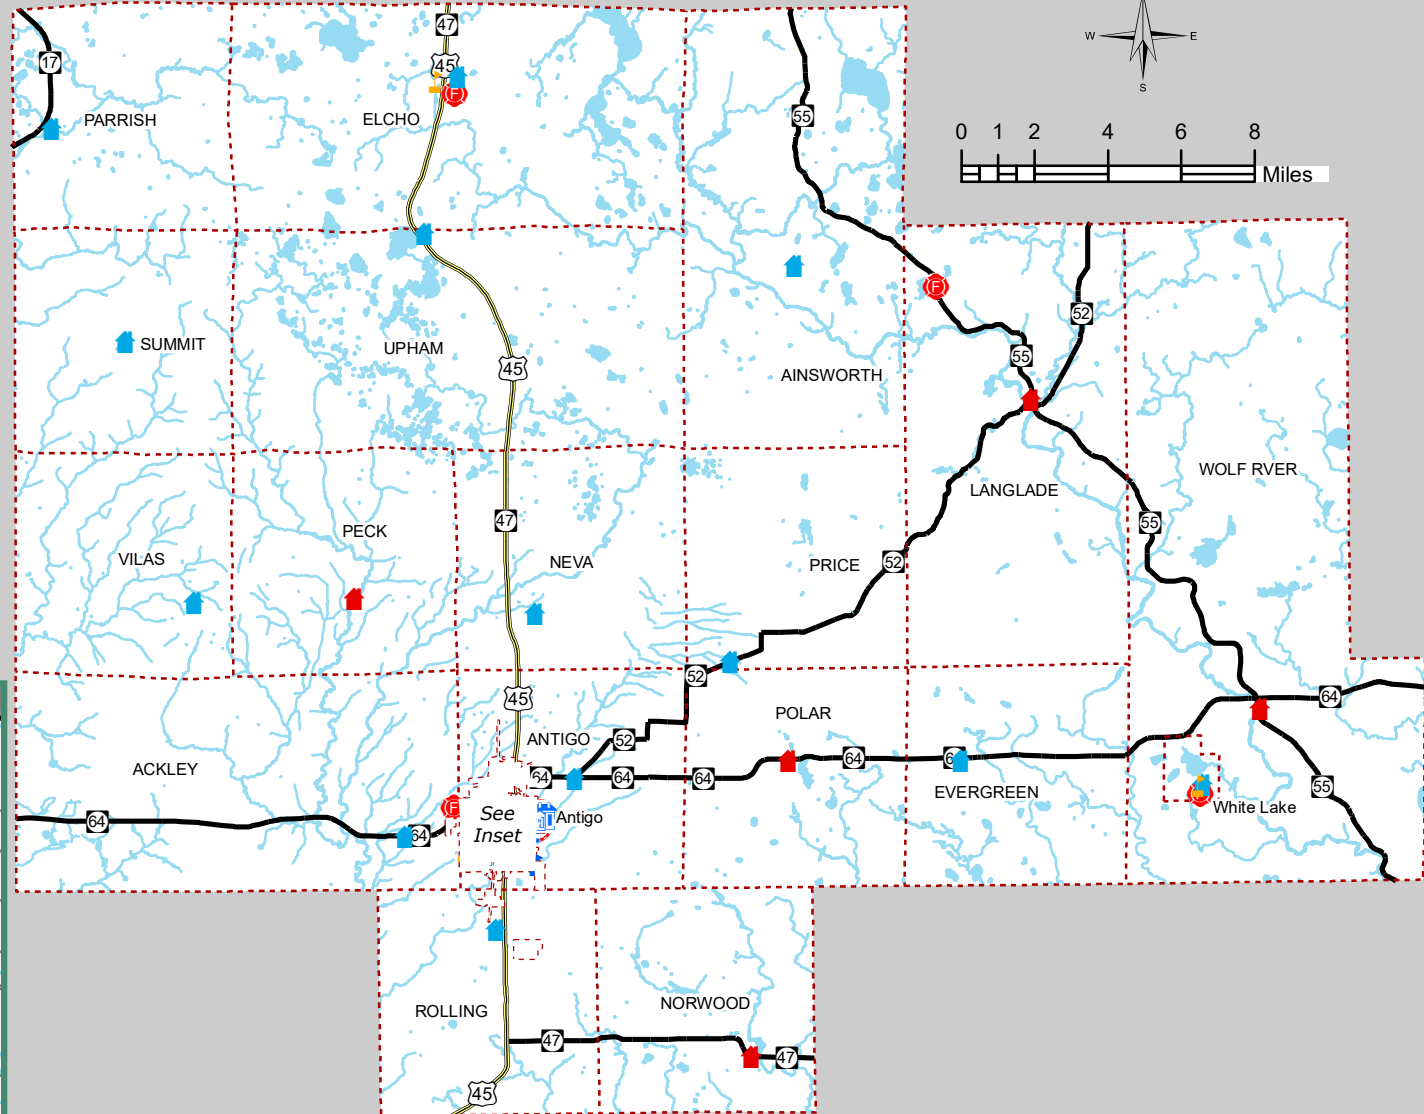 47
17
45
W E
S
PARRISH
ELCHO
F
55
0 1 2 4 6 8
Miles
F
52
SUMMIT
UPHAM
45
55
AINSWORTH
WOLF RVER
LANGLADE
47
55
PECK
VILAS
NEVA
PRICE
52
52
45
64
POLAR
ANTIGO
52
ACKLEY
64
64
64
64
64
EVERGREEN
55
F
See
Inset
Antigo
White Lake
64
64
45
ROLLING
NORWOOD
47
47